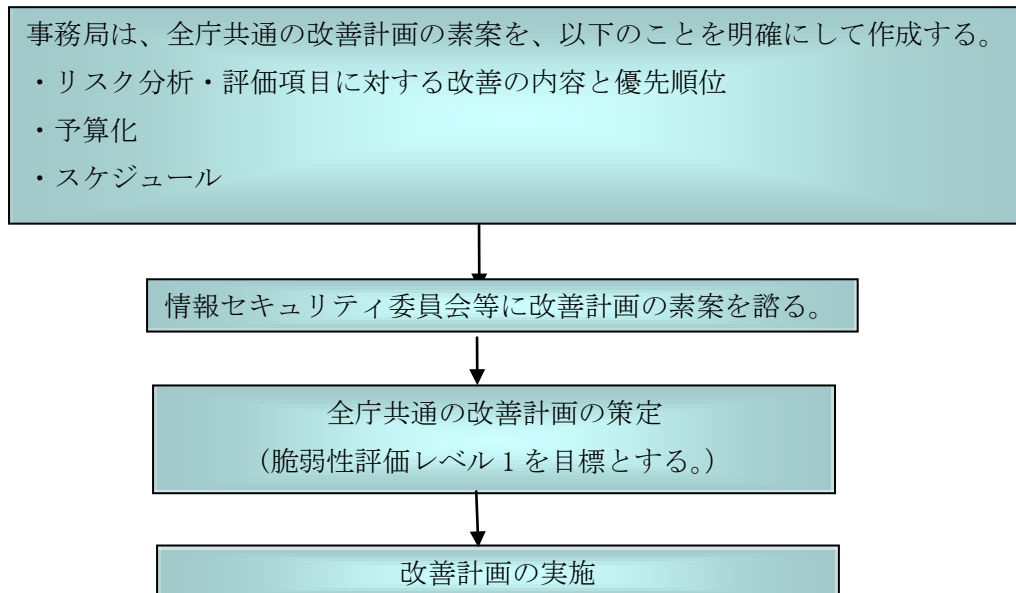 事務局は、全庁共通の改善計画の素案を、以下のことを明確にして作成する。
・リスク分析・評価項目に対する改善の内容と優先順位
・予算化
・スケジュール
情報セキュリティ委員会等に改善計画の素案を諮る。
全庁共通の改善計画の策定
（脆弱性評価レベル１を目標とする。）
改善計画の実施